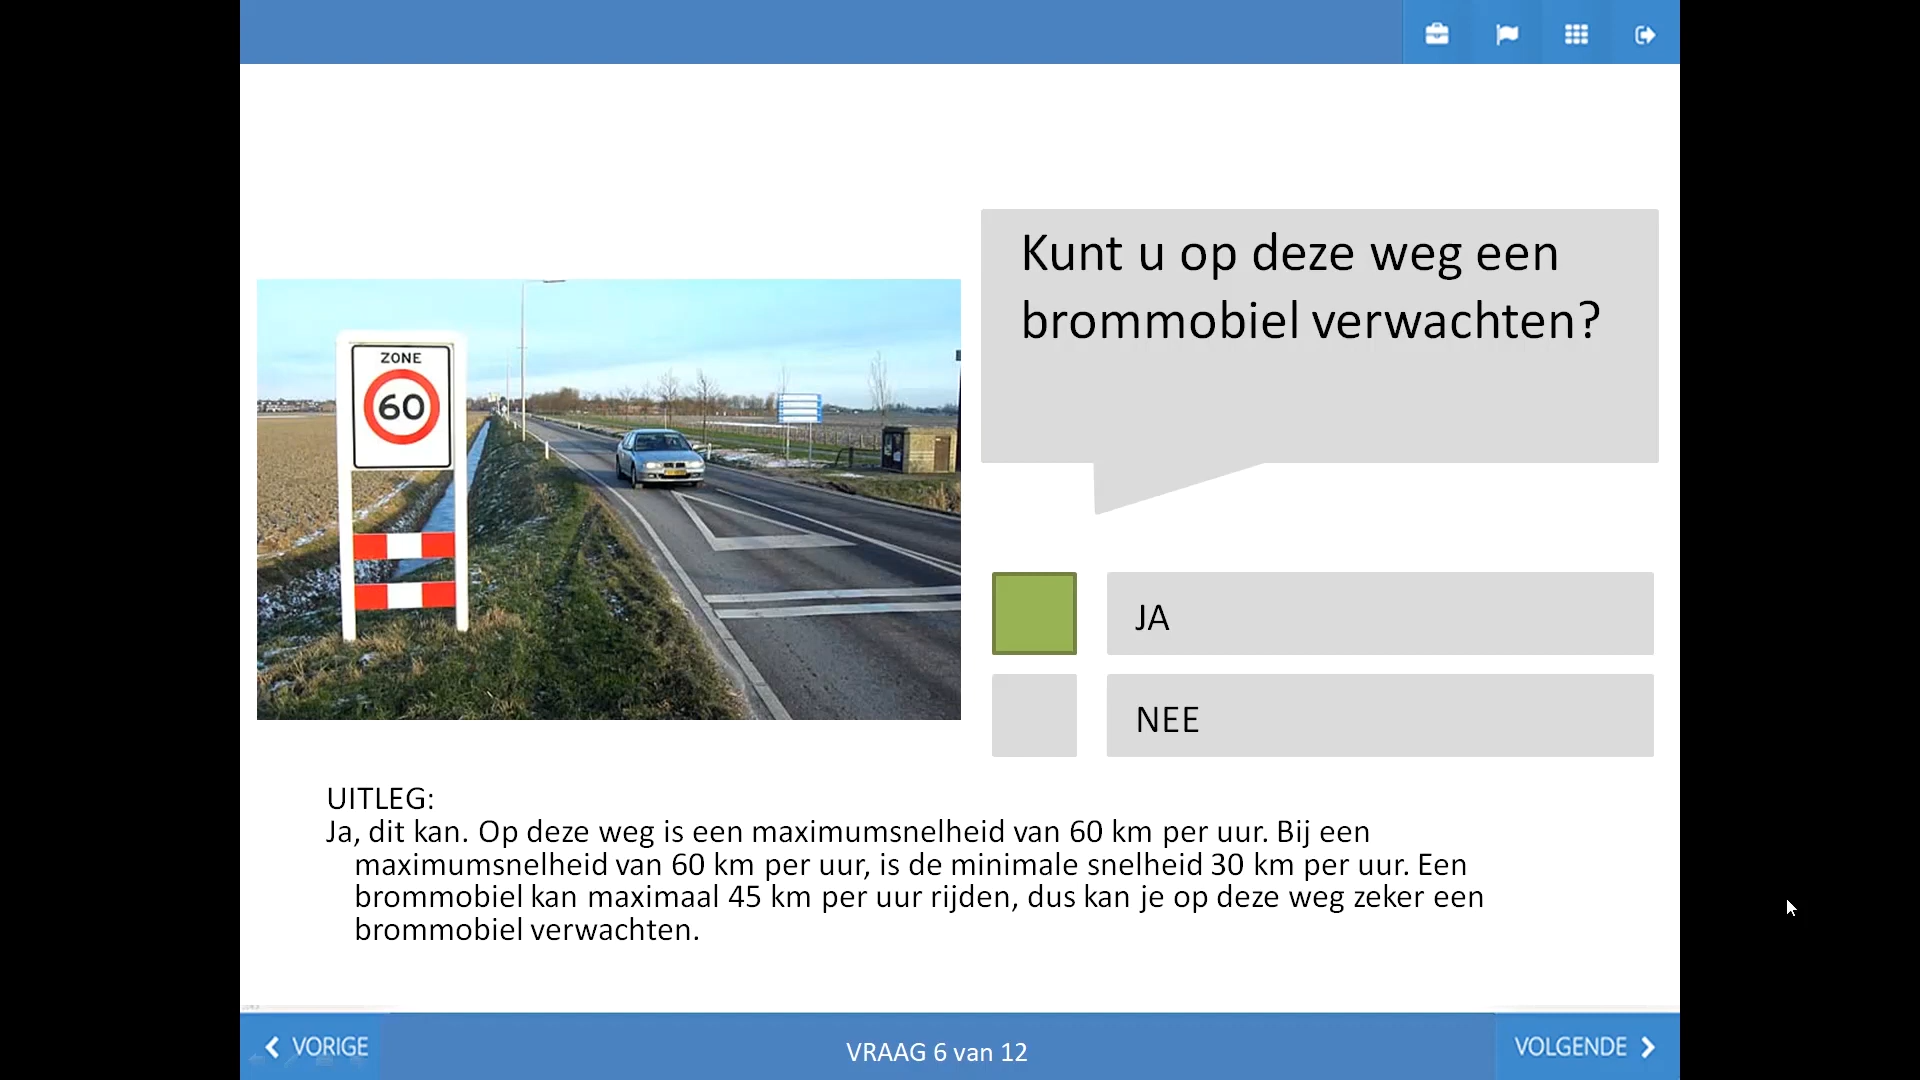 Kunt u op deze weg een
brommobiel verwachten?
ZONE
60
JA
NEE
UITLEG:
Ja, dit kan. Op deze weg is een maximumsnelheid van 60 km per uur. Bij een
maximumsnelheid van 60 km per uur, is de minimale snelheid 30 km per uur. Een
brommobiel kan maximaal 45 km per uur rijden, dus kan je op deze weg zeker een
brommobiel verwachten.
VORIGE
VRAAG 6 van 12
VOLGENDE